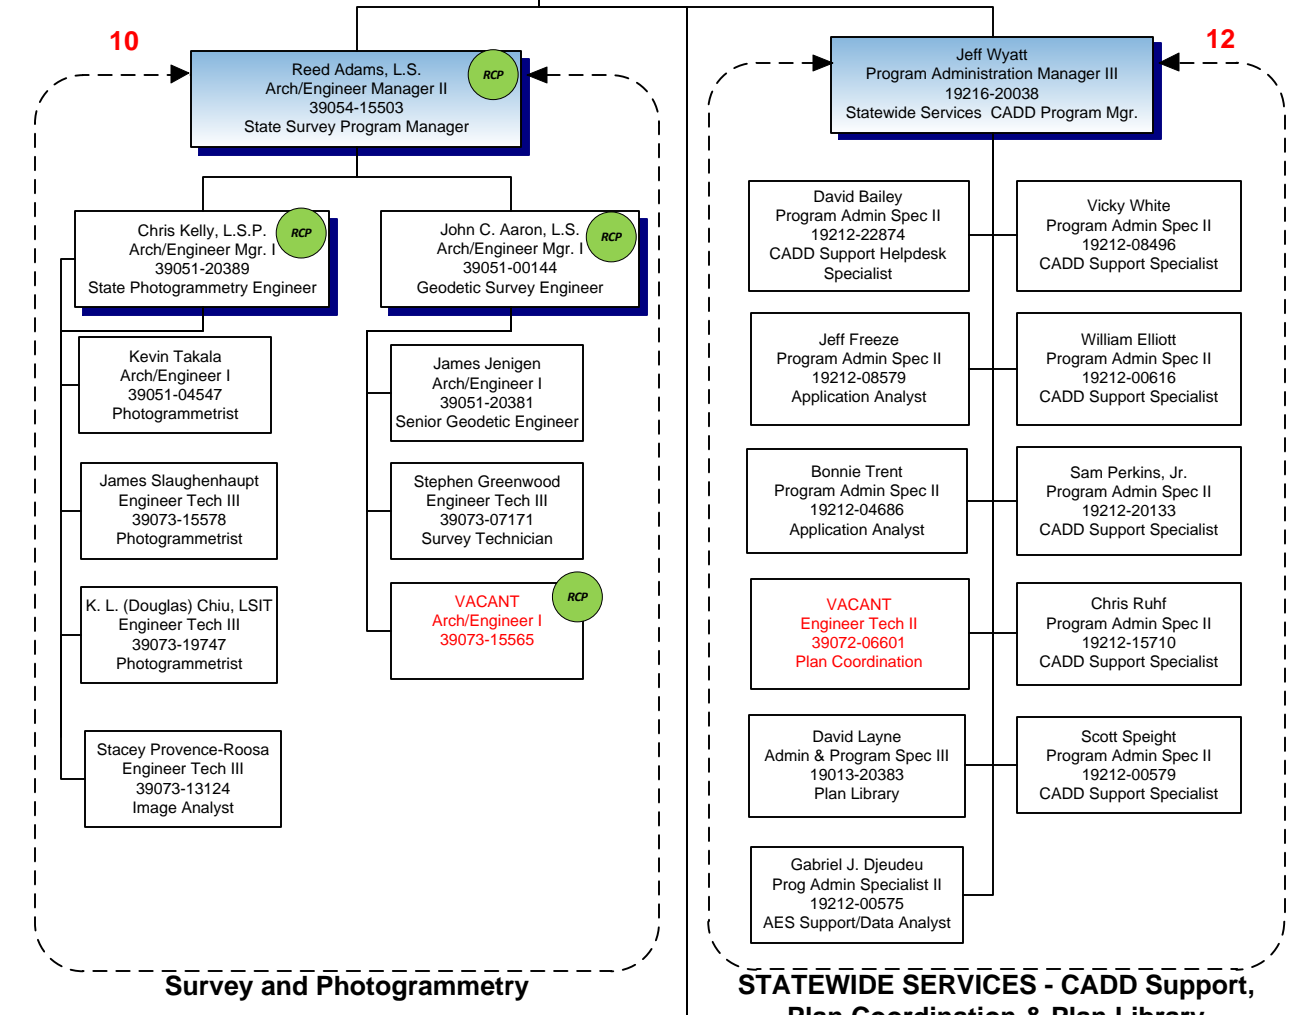 10
Reed Adams, L.S.
Arch/Engineer Manager II
39054-15503
State Survey Program Manager
RCP
Chris Kelly, L.S.P.
Arch/Engineer Mgr. I
39051-20389
State Photogrammetry Engineer
RCP
John C. Aaron, L.S.
Arch/Engineer Mgr. I
39051-00144
Geodetic Survey Engineer
RCP
Kevin Takala
Arch/Engineer I
39051-04547
Photogrammetrist
James Slaughenhaupt
Engineer Tech III
39073-15578
Photogrammetrist
K. L. (Douglas) Chiu, LSIT
Engineer Tech III
39073-19747
Photogrammetrist
Stacey Provence-Roosa
Engineer Tech III
39073-13124
Image Analyst
James Jenigen
Arch/Engineer I
39051-20381
Senior Geodetic Engineer
Stephen Greenwood
Engineer Tech III
39073-07171
Survey Technician
VACANT
Arch/Engineer I
39073-15565
RCP
Survey and Photogrammetry
12
Jeff Wyatt
Program Administration Manager III
19216-20038
Statewide Services CADD Program Mgr.
David Bailey
Program Admin Spec II
19212-22874
CADD Support Helpdesk
Specialist
Vicky White
Program Admin Spec II
19212-08496
CADD Support Specialist
Jeff Freeze
Program Admin Spec II
19212-08579
Application Analyst
William Elliott
Program Admin Spec II
19212-00616
CADD Support Specialist
Bonnie Trent
Program Admin Spec II
19212-04686
Application Analyst
Sam Perkins, Jr.
Program Admin Spec II
19212-20133
CADD Support Specialist
VACANT
Engineer Tech II
39072-06601
Plan Coordination
Chris Ruhf
Program Admin Spec II
19212-15710
CADD Support Specialist
David Layne
Admin & Program Spec III
19013-20383
Plan Library
Scott Speight
Program Admin Spec II
19212-00579
CADD Support Specialist
Gabriel J. Djeudeu
Prog Admin Specialist II
19212-00575
AES Support/Data Analyst
STATEWIDE SERVICES - CADD Support,
Plan Coordination & Plan Library